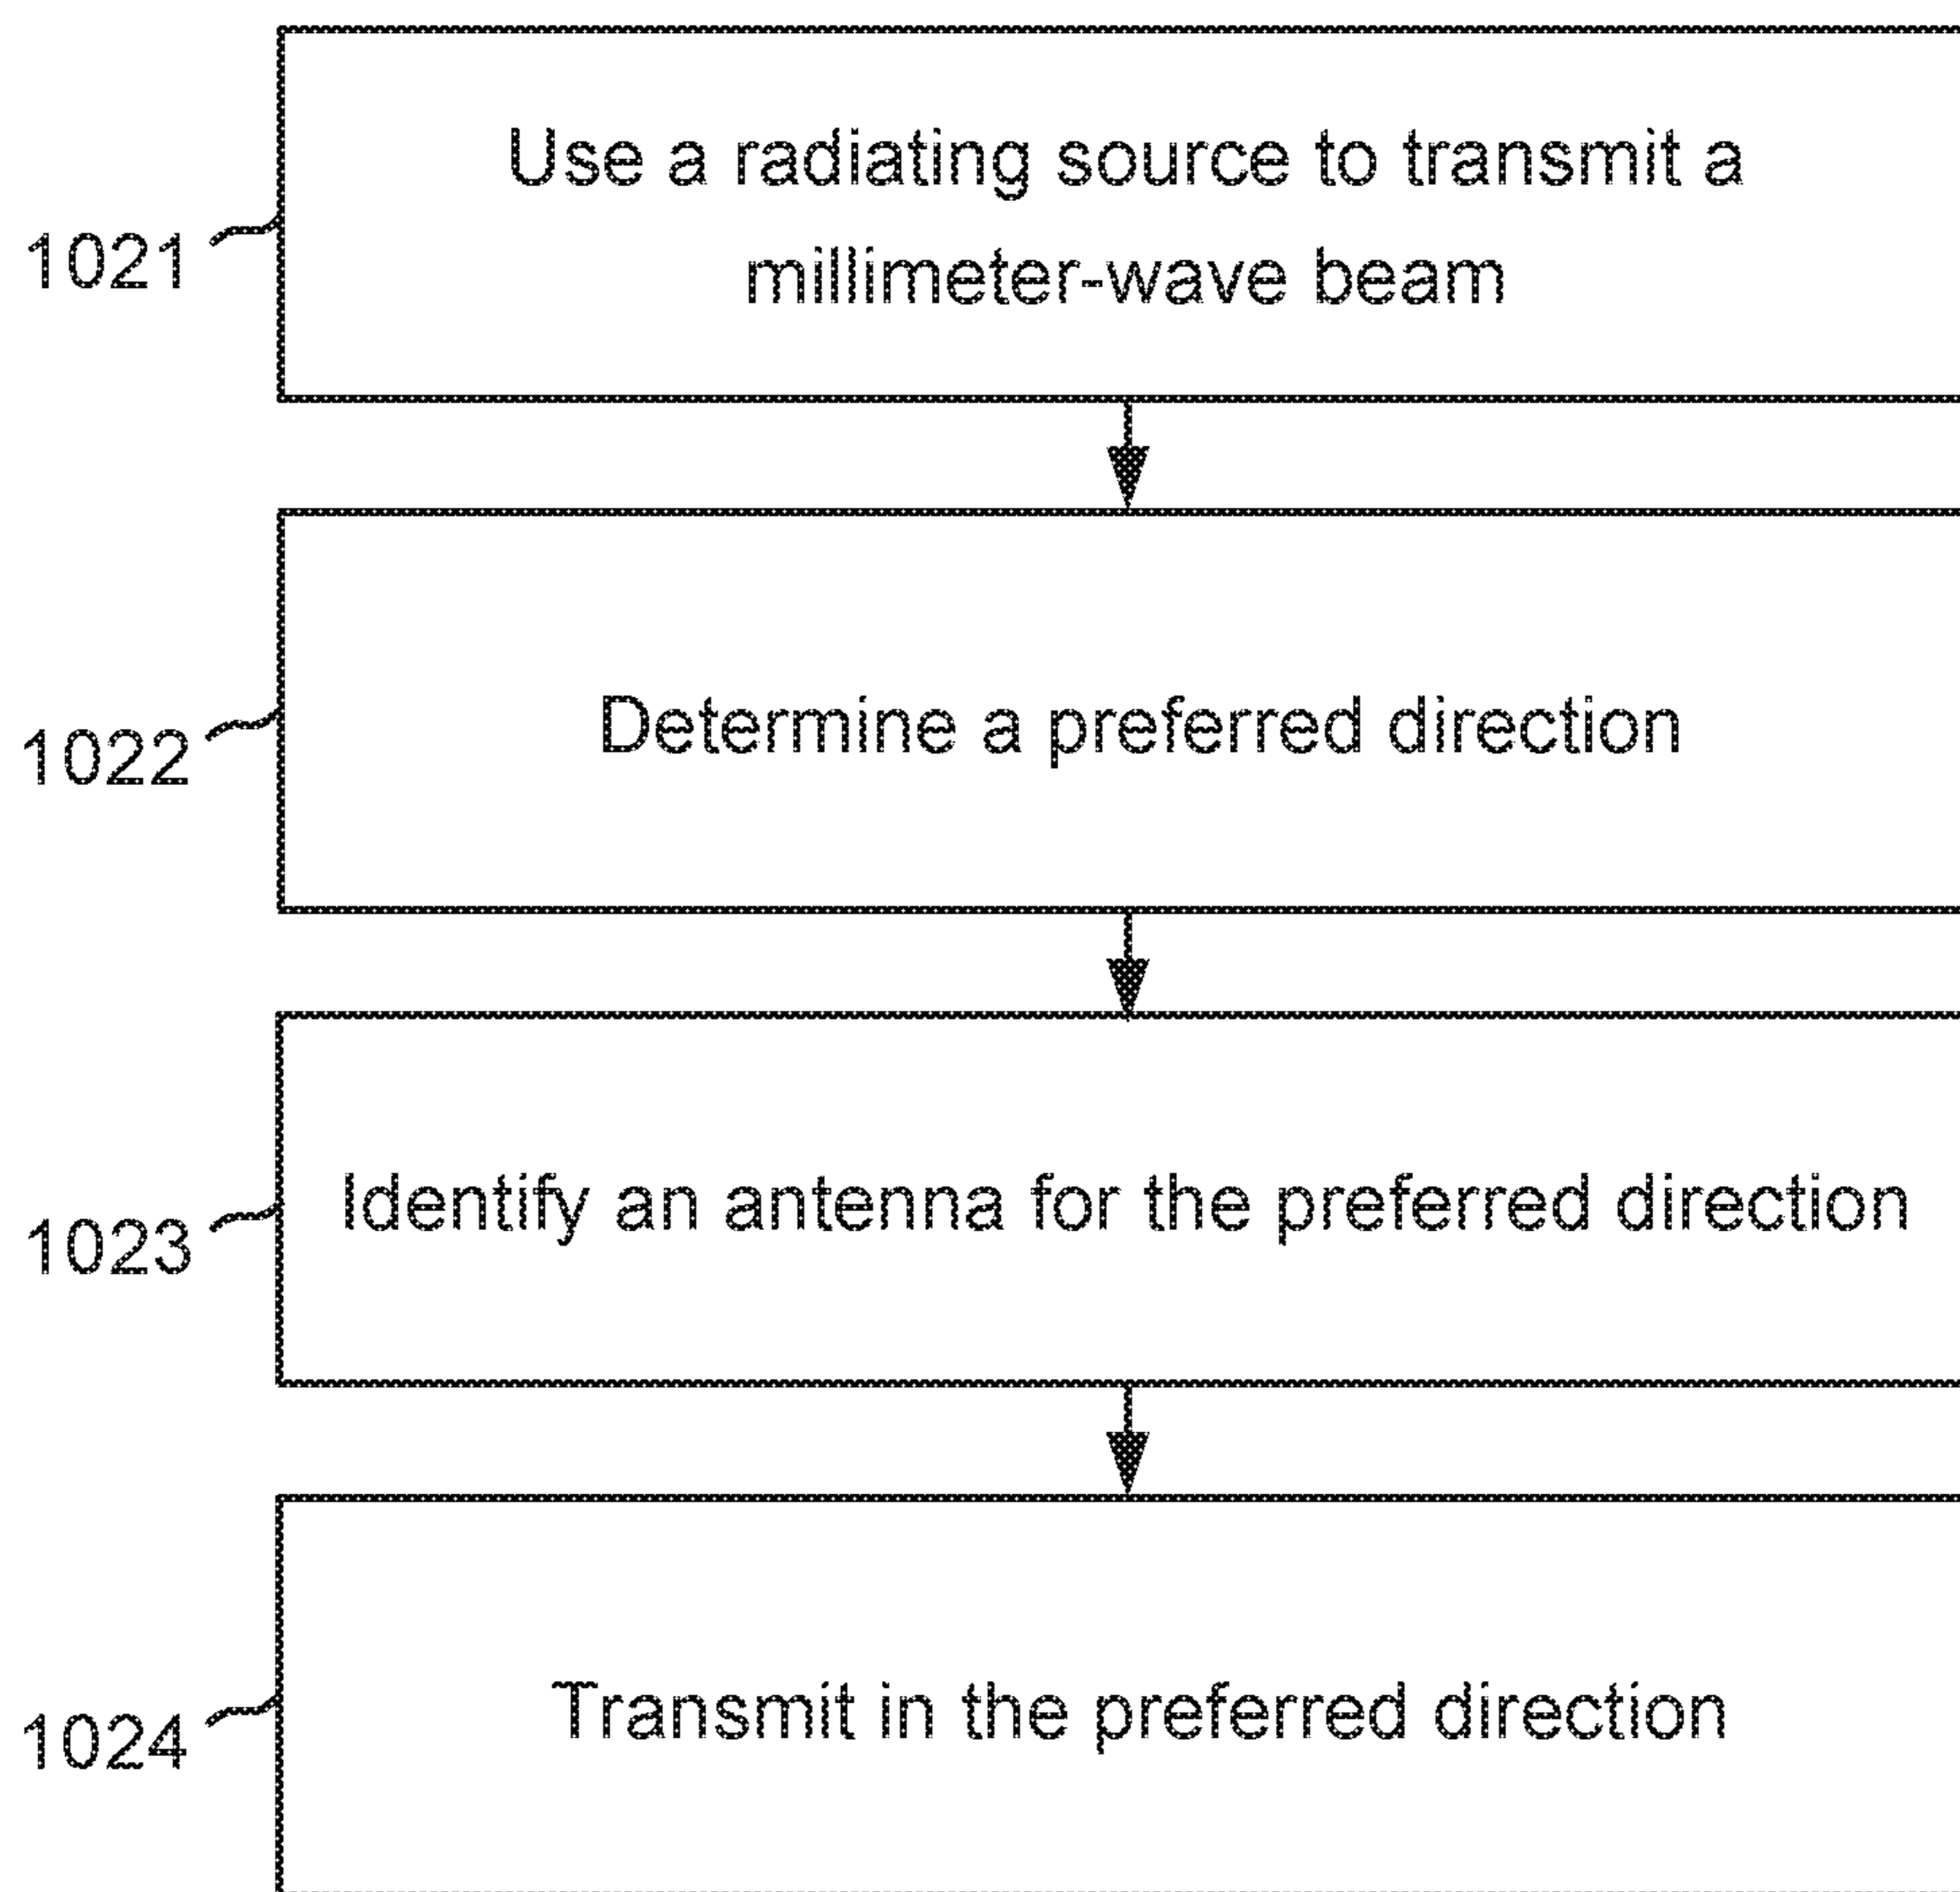 Use a radiating source to transmit a
millimeter-wave beam
1021
Determine a preferred direction
1022
Identify an antenna for the preferred direction
1023
Transmit in the preferred direction
1024